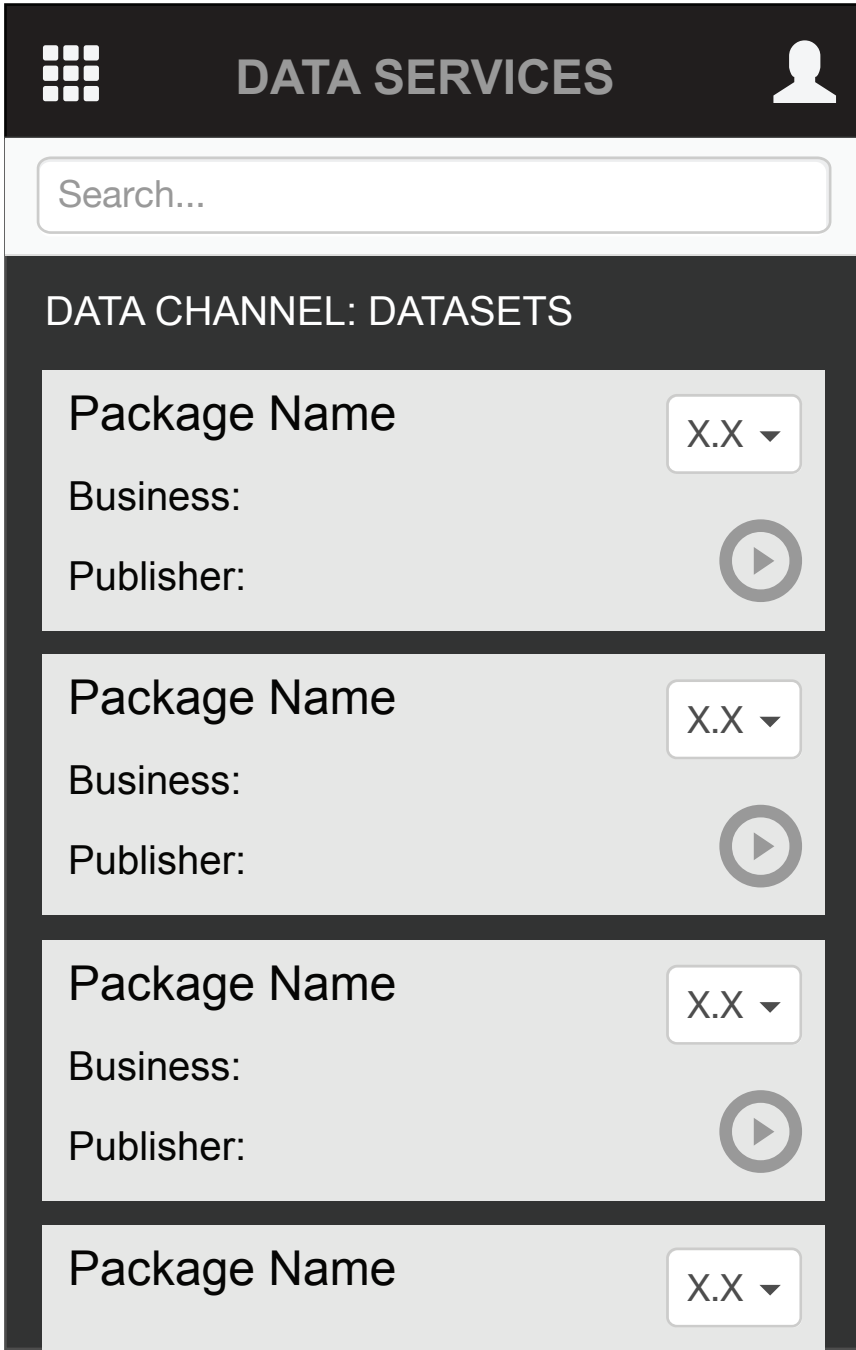 DATA SERVICES
Search...
DATA CHANNEL: DATASETS
Package Name
X.X
Business:
Publisher:
Package Name
X.X
Business:
Publisher:
Package Name
X.X
Business:
Publisher:
Package Name
X.X